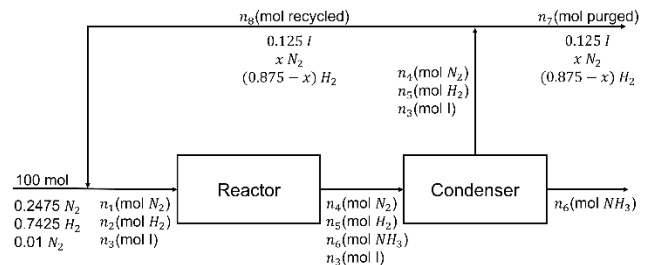 n₈(mol recycled)
0.125 I
x N₂
(0.875 − x) H₂
n₇(mol purged)
0.125 I
x N₂
(0.875 − x) H₂
n₄(mol N₂)
n₅(mol H₂)
n₃(mol I)
100 mol
0.2475 N₂
0.7425 H₂
0.01 N₂
n₁(mol N₂)
n₂(mol H₂)
n₃(mol I)
Reactor
n₄(mol N₂)
n₅(mol H₂)
n₆(mol NH₃)
n₃(mol I)
Condenser
n₆(mol NH₃)